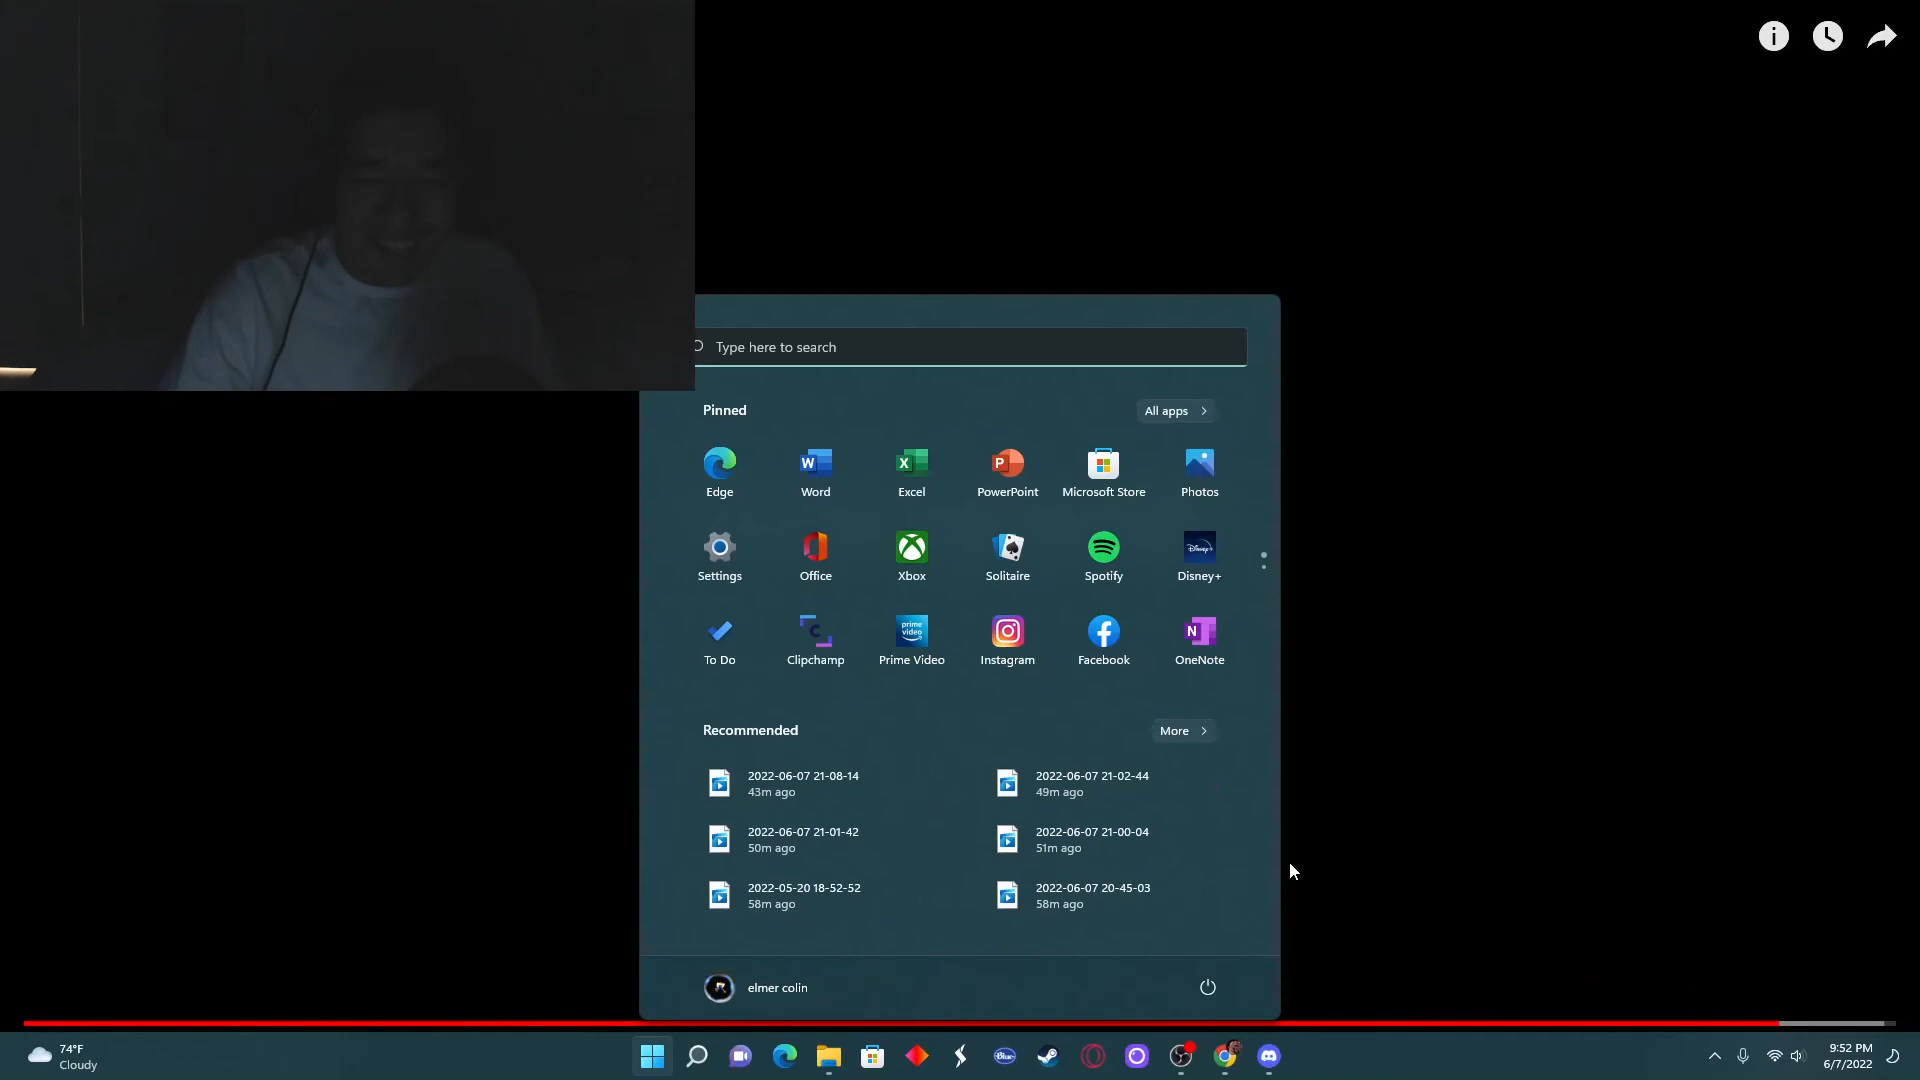 Type here to search
Pinned
All apps
Edge
Word
Excel
PowerPoint
Microsoft Store
Photos
Settings
Office
Xbox
Solitaire
Spotify
Disney+
To Do
Clipchamp
prime video
Prime Video
Instagram
Facebook
OneNote
Recommended
More
2022-06-07 21-08-14
43m ago
2022-06-07 21-02-44
49m ago
2022-06-07 21-01-42
50m ago
2022-06-07 21-00-04
51m ago
2022-05-20 18-52-52
58m ago
2022-06-07 20-45-03
58m ago
elmer colin
74°F
Cloudy
Blue
9:52 PM
6/7/2022